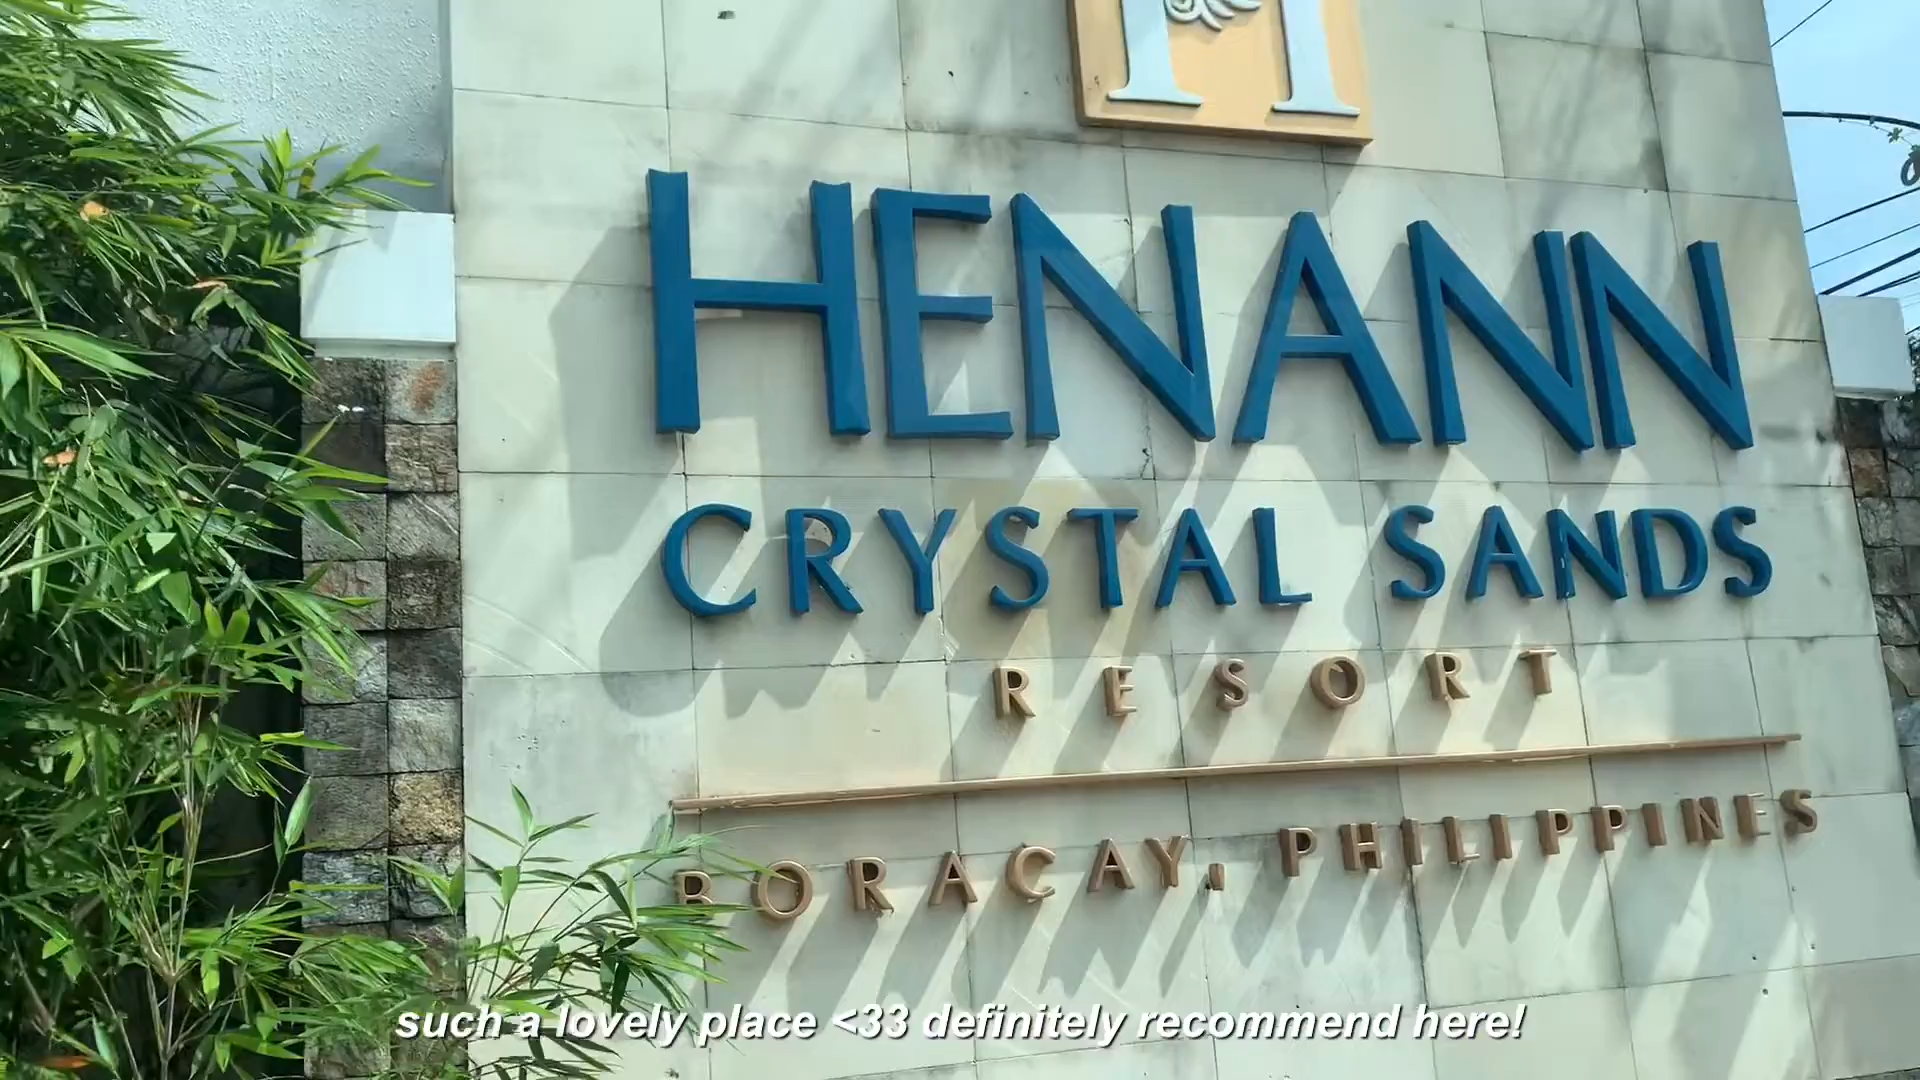 H
HENANN
CRYSTAL SANDS
RESORT
BORACAY, PHILIPPINES
such a lovely place <33 definitely recommend here!